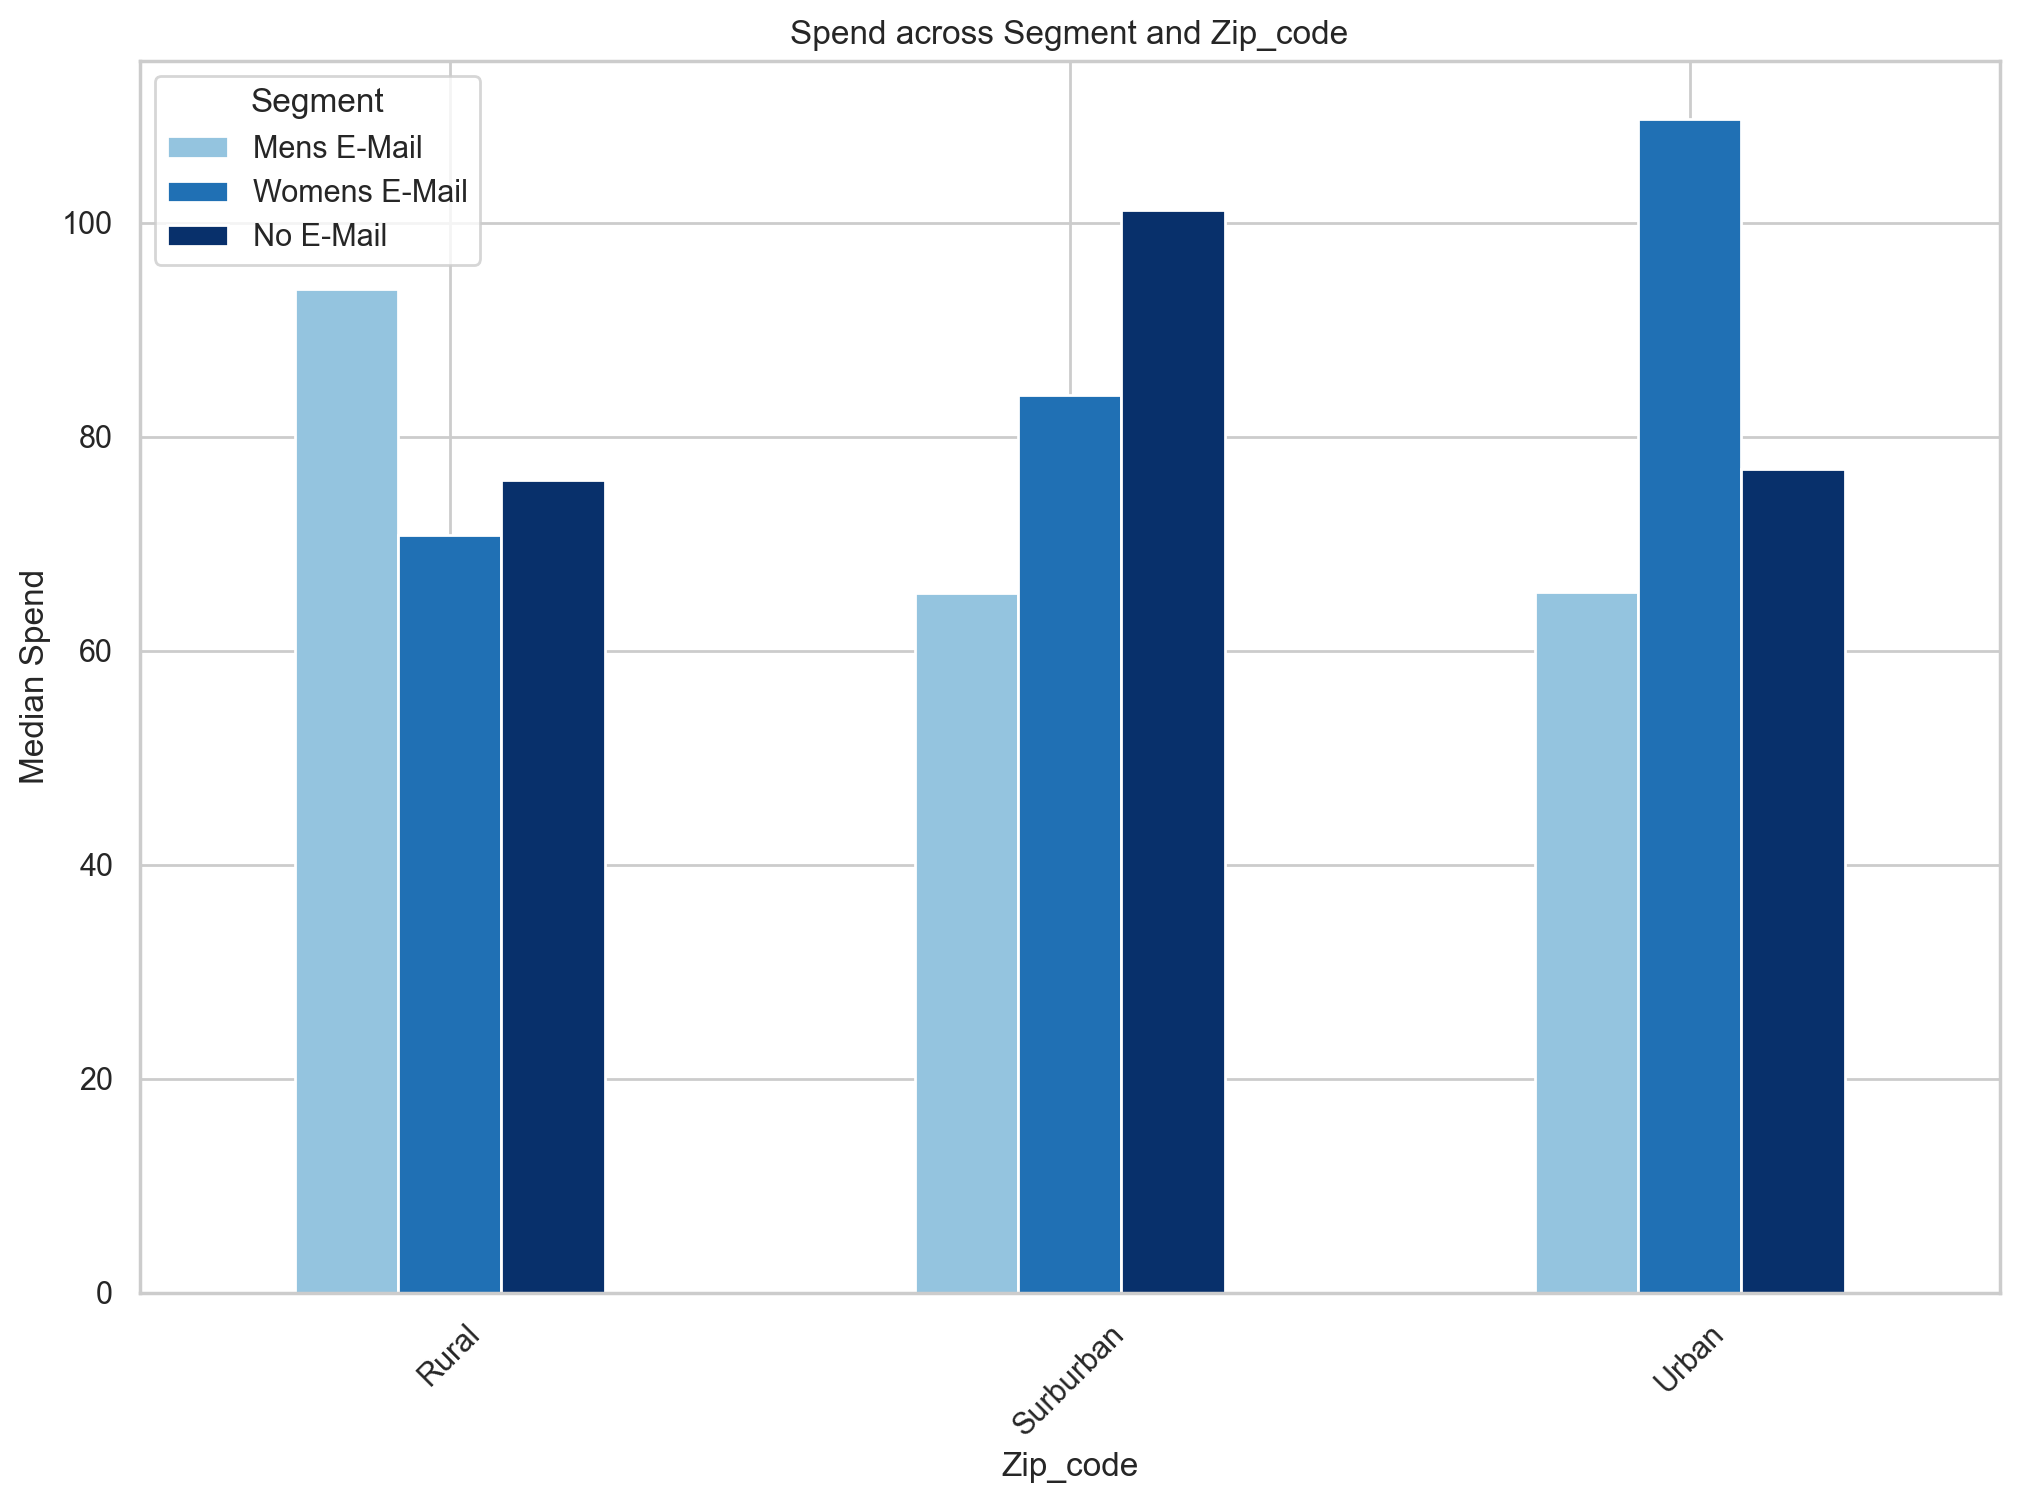 Spend across Segment and Zip_code
Segment
Mens E-Mail
Womens E-Mail
No E-Mail
Median Spend
100
80
60
40
20
0
Rural
Surburban
Urban
Zip_code